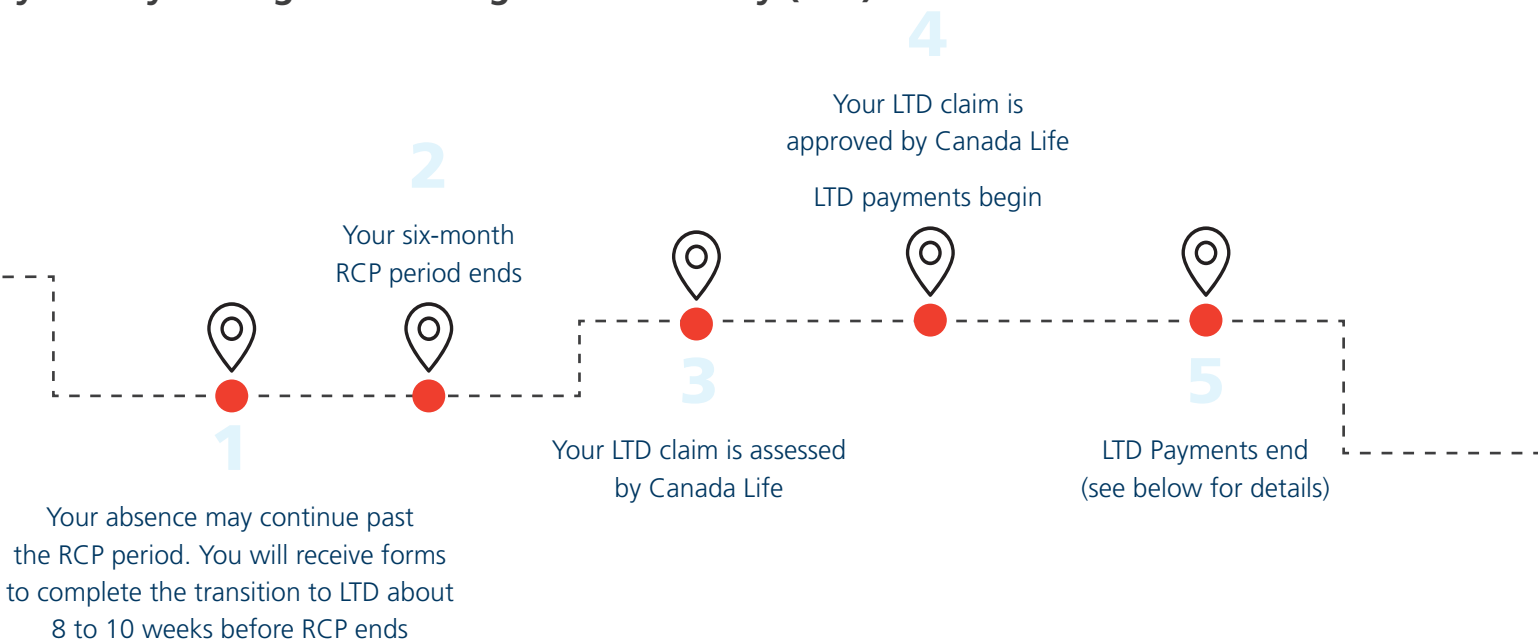 1
Your absence may continue past
the RCP period. You will receive forms
to complete the transition to LTD about
8 to 10 weeks before RCP ends
2
Your six-month
RCP period ends
3
Your LTD claim is assessed
by Canada Life
4
Your LTD claim is
approved by Canada Life
LTD payments begin
5
LTD Payments end
(see below for details)